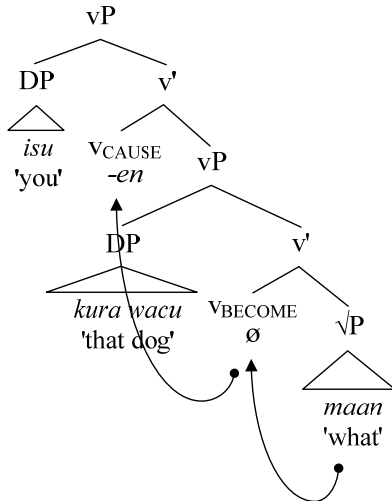 vP
DP v'
isu vCAUSE vP
'you' -en
DP v'
kura wacu vBECOME √P
'that dog' ø
maan
'what'